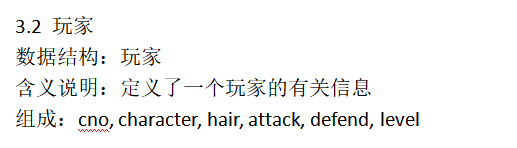 3.2 玩家
数据结构：玩家
含义说明：定义了一个玩家的有关信息
组成：cno, character, hair, attack, defend, level